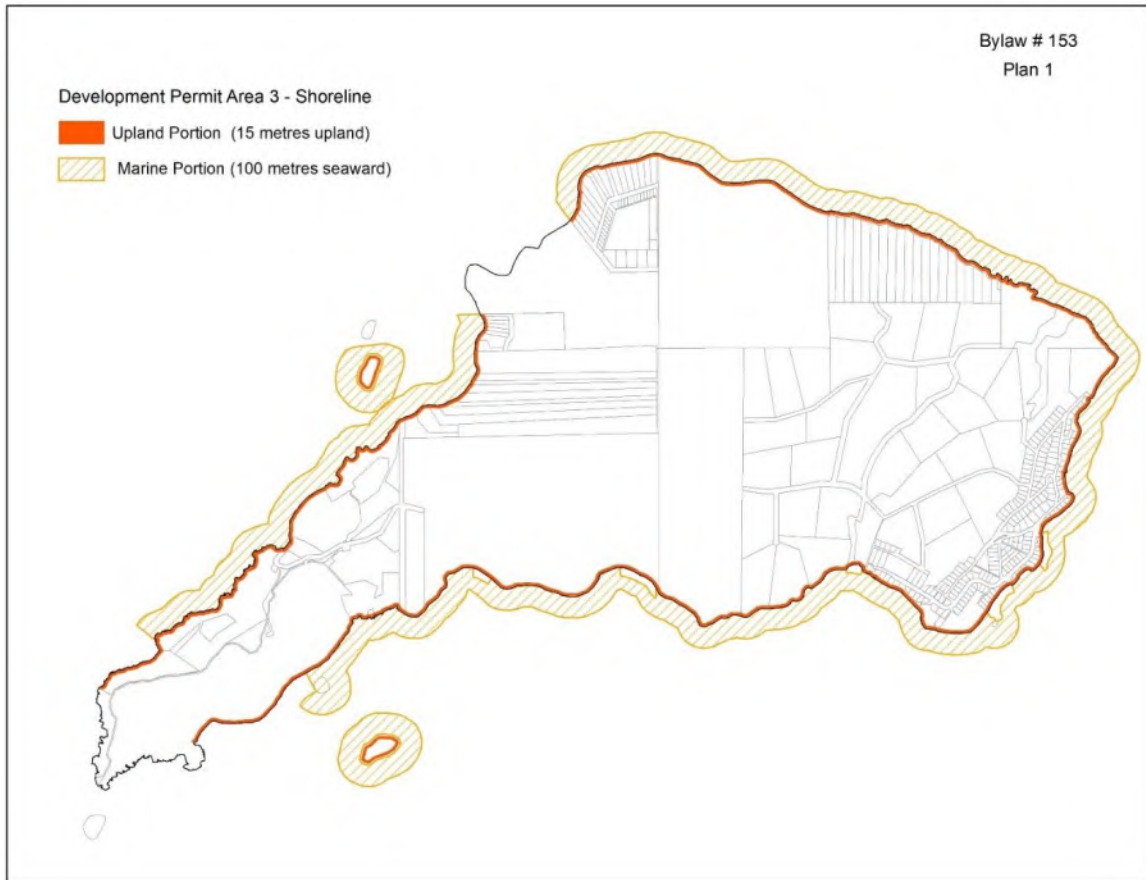 Bylaw # 153
Plan 1
Development Permit Area 3 - Shoreline
Upland Portion (15 metres upland)
Marine Portion (100 metres seaward)